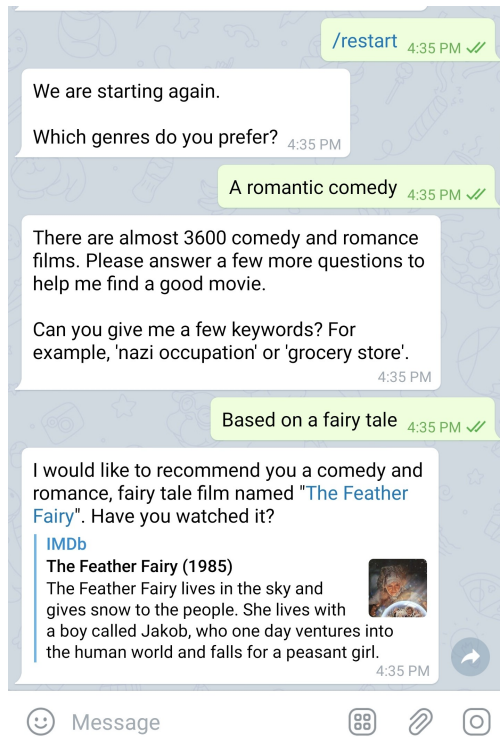 /restart 4:35 PM
We are starting again.
Which genres do you prefer? 4:35 PM
A romantic comedy 4:35 PM
There are almost 3600 comedy and romance
films. Please answer a few more questions to
help me find a good movie.
Can you give me a few keywords? For
example, 'nazi occupation' or 'grocery store'.
4:35 PM
Based on a fairy tale 4:35 PM
I would like to recommend you a comedy and
romance, fairy tale film named "The Feather
Fairy". Have you watched it?
IMDb
The Feather Fairy (1985)
The Feather Fairy lives in the sky and
gives snow to the people. She lives with
a boy called Jakob, who one day ventures into
the human world and falls for a peasant girl.
4:35 PM
Message